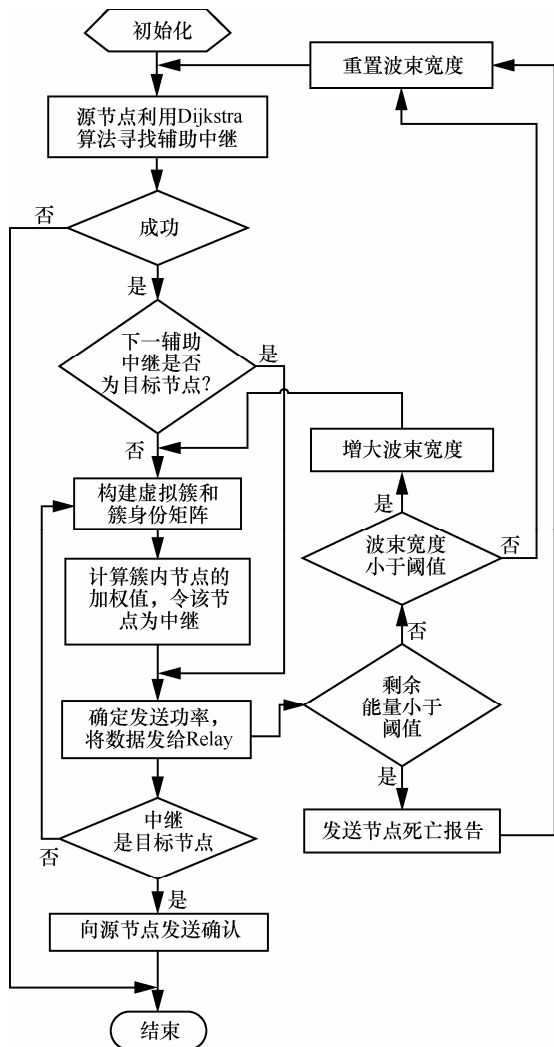 初始化
重置波束宽度
源节点利用Dijkstra
算法寻找辅助中继
否
成功
是
下一辅助
中继是否
为目标节点?
是
否
增大波束宽度
构建虚拟簇和
簇身份矩阵
是
波束宽度
小于阈值
否
计算簇内节点的
加权值，令该节
点为中继
否
剩余
能量小于
阈值
确定发送功率，
将数据发给Relay
是
中继
是目标节点
否
发送节点死亡报告
是
向源节点发送确认
结束